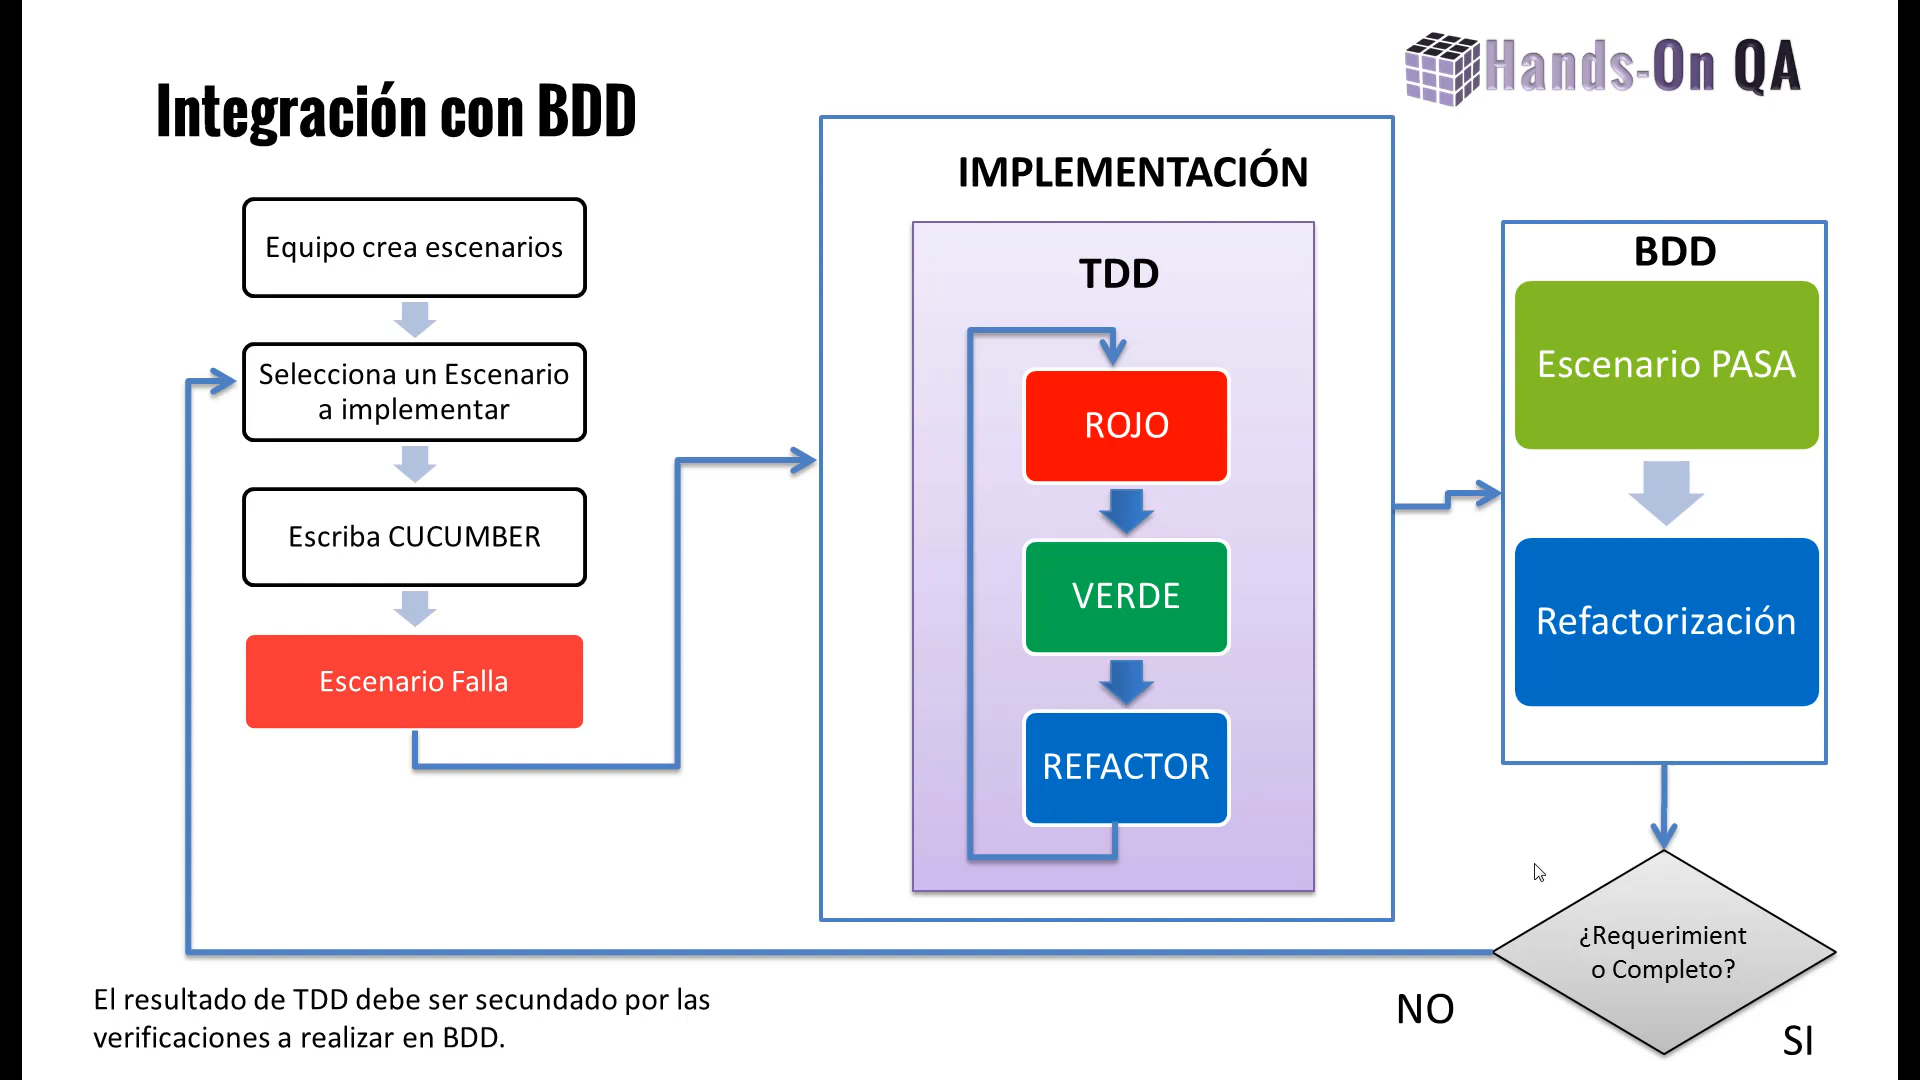 Hands-On QA
Integración con BDD
Equipo crea escenarios
Selecciona un Escenario
a implementar
Escriba CUCUMBER
Escenario Falla
IMPLEMENTACIÓN
TDD
ROJO
VERDE
REFACTOR
BDD
Escenario PASA
Refactorización
¿Requerimient
o Completo?
NO
SI
El resultado de TDD debe ser secundado por las
verificaciones a realizar en BDD.